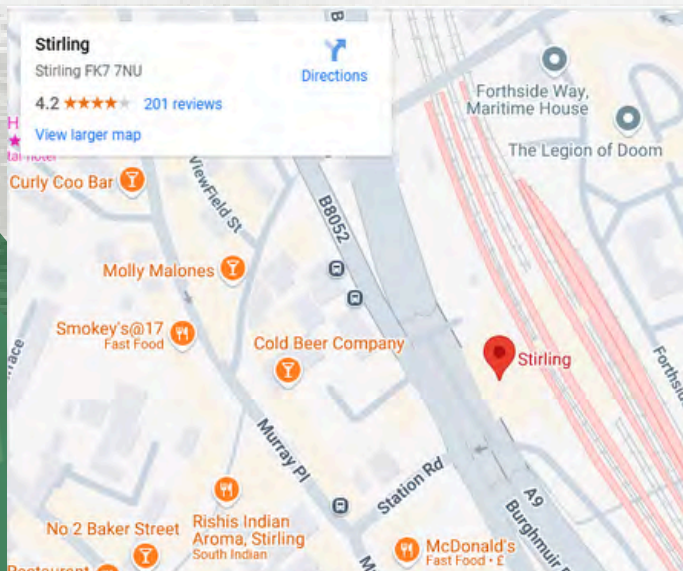 Stirling
Stirling FK7 7NU
4.2
201 reviews
View larger map
Directions
Forthside Way,
Maritime House
The Legion of Doom
Curly Coo Bar
ViewField St
B8052
Molly Malones
Smokey's@17
Fast Food
Cold Beer Company
Stirling
Murray Pl
Station Rd
A9
No 2 Baker Street
Rishis Indian
Aroma, Stirling
South Indian
McDonald's
Fast Food • £